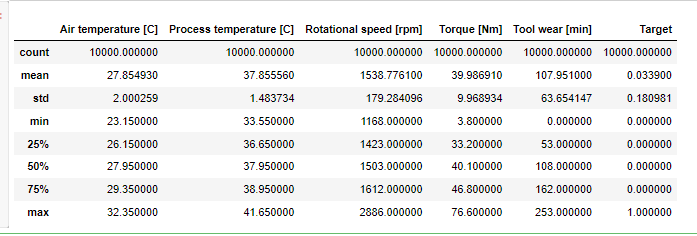 Air temperature [C] Process temperature [C] Rotational speed [rpm] Torque [Nm] Tool wear [min] Target
count 10000.000000 10000.000000 10000.000000 10000.000000 10000.000000 10000.000000
mean 27.854930 37.855560 1538.776100 39.986910 107.951000 0.033900
std 2.000259 1.483734 179.284096 9.968934 63.654147 0.180981
min 23.150000 33.550000 1168.000000 3.800000 0.000000 0.000000
25% 26.150000 36.650000 1423.000000 33.200000 53.000000 0.000000
50% 27.950000 37.950000 1503.000000 40.100000 108.000000 0.000000
75% 29.350000 38.950000 1612.000000 46.800000 162.000000 0.000000
max 32.350000 41.650000 2886.000000 76.600000 253.000000 1.000000